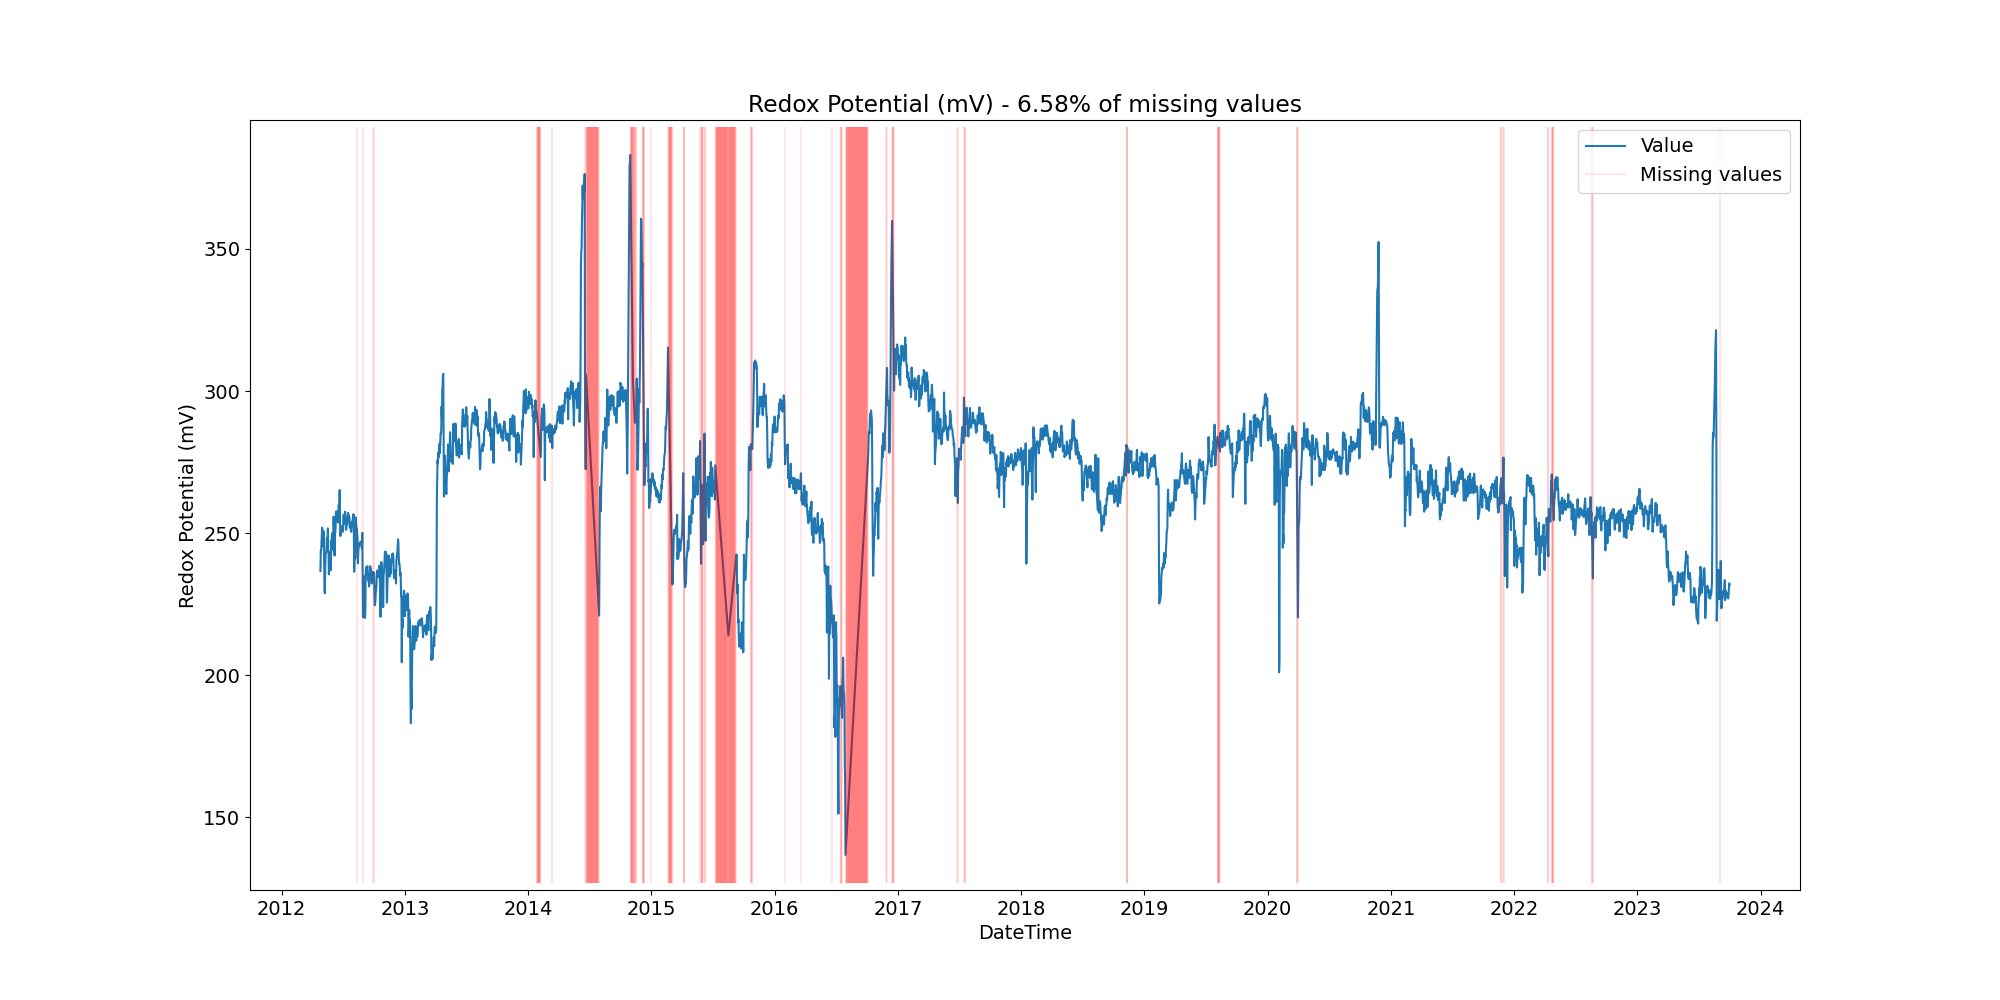 Redox Potential (mV) - 6.58% of missing values
Value
Missing values
Redox Potential (mV)
350
300
250
200
150
2012 2013 2014 2015 2016 2017 2018 2019 2020 2021 2022 2023 2024
DateTime